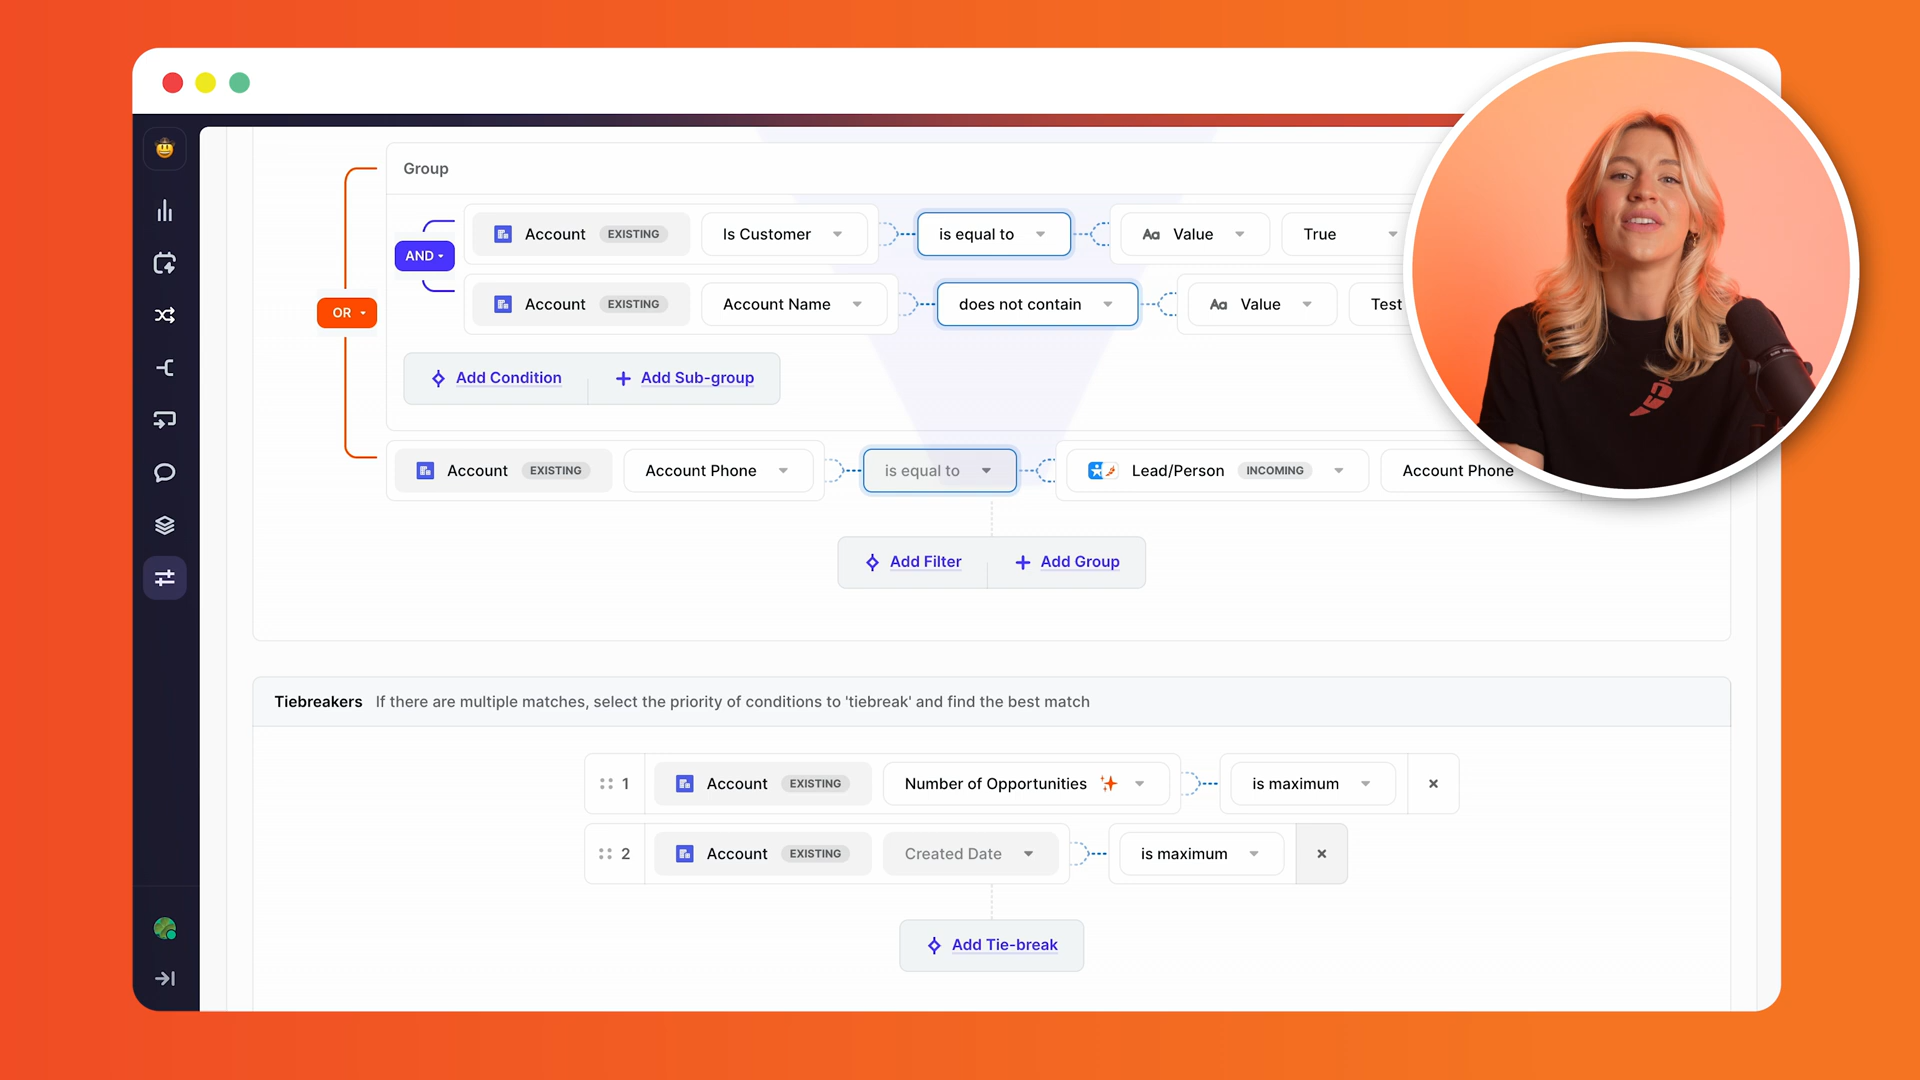 Group
AND
Account EXISTING Is Customer is equal to Aa Value True
Account EXISTING Account Name does not contain Aa Value Test
OR
Add Condition Add Sub-group
Account EXISTING Account Phone is equal to Lead/Person INCOMING Account Phone
Add Filter Add Group
Tiebreakers If there are multiple matches, select the priority of conditions to 'tiebreak' and find the best match
1 Account EXISTING Number of Opportunities is maximum
2 Account EXISTING Created Date is maximum
Add Tie-break